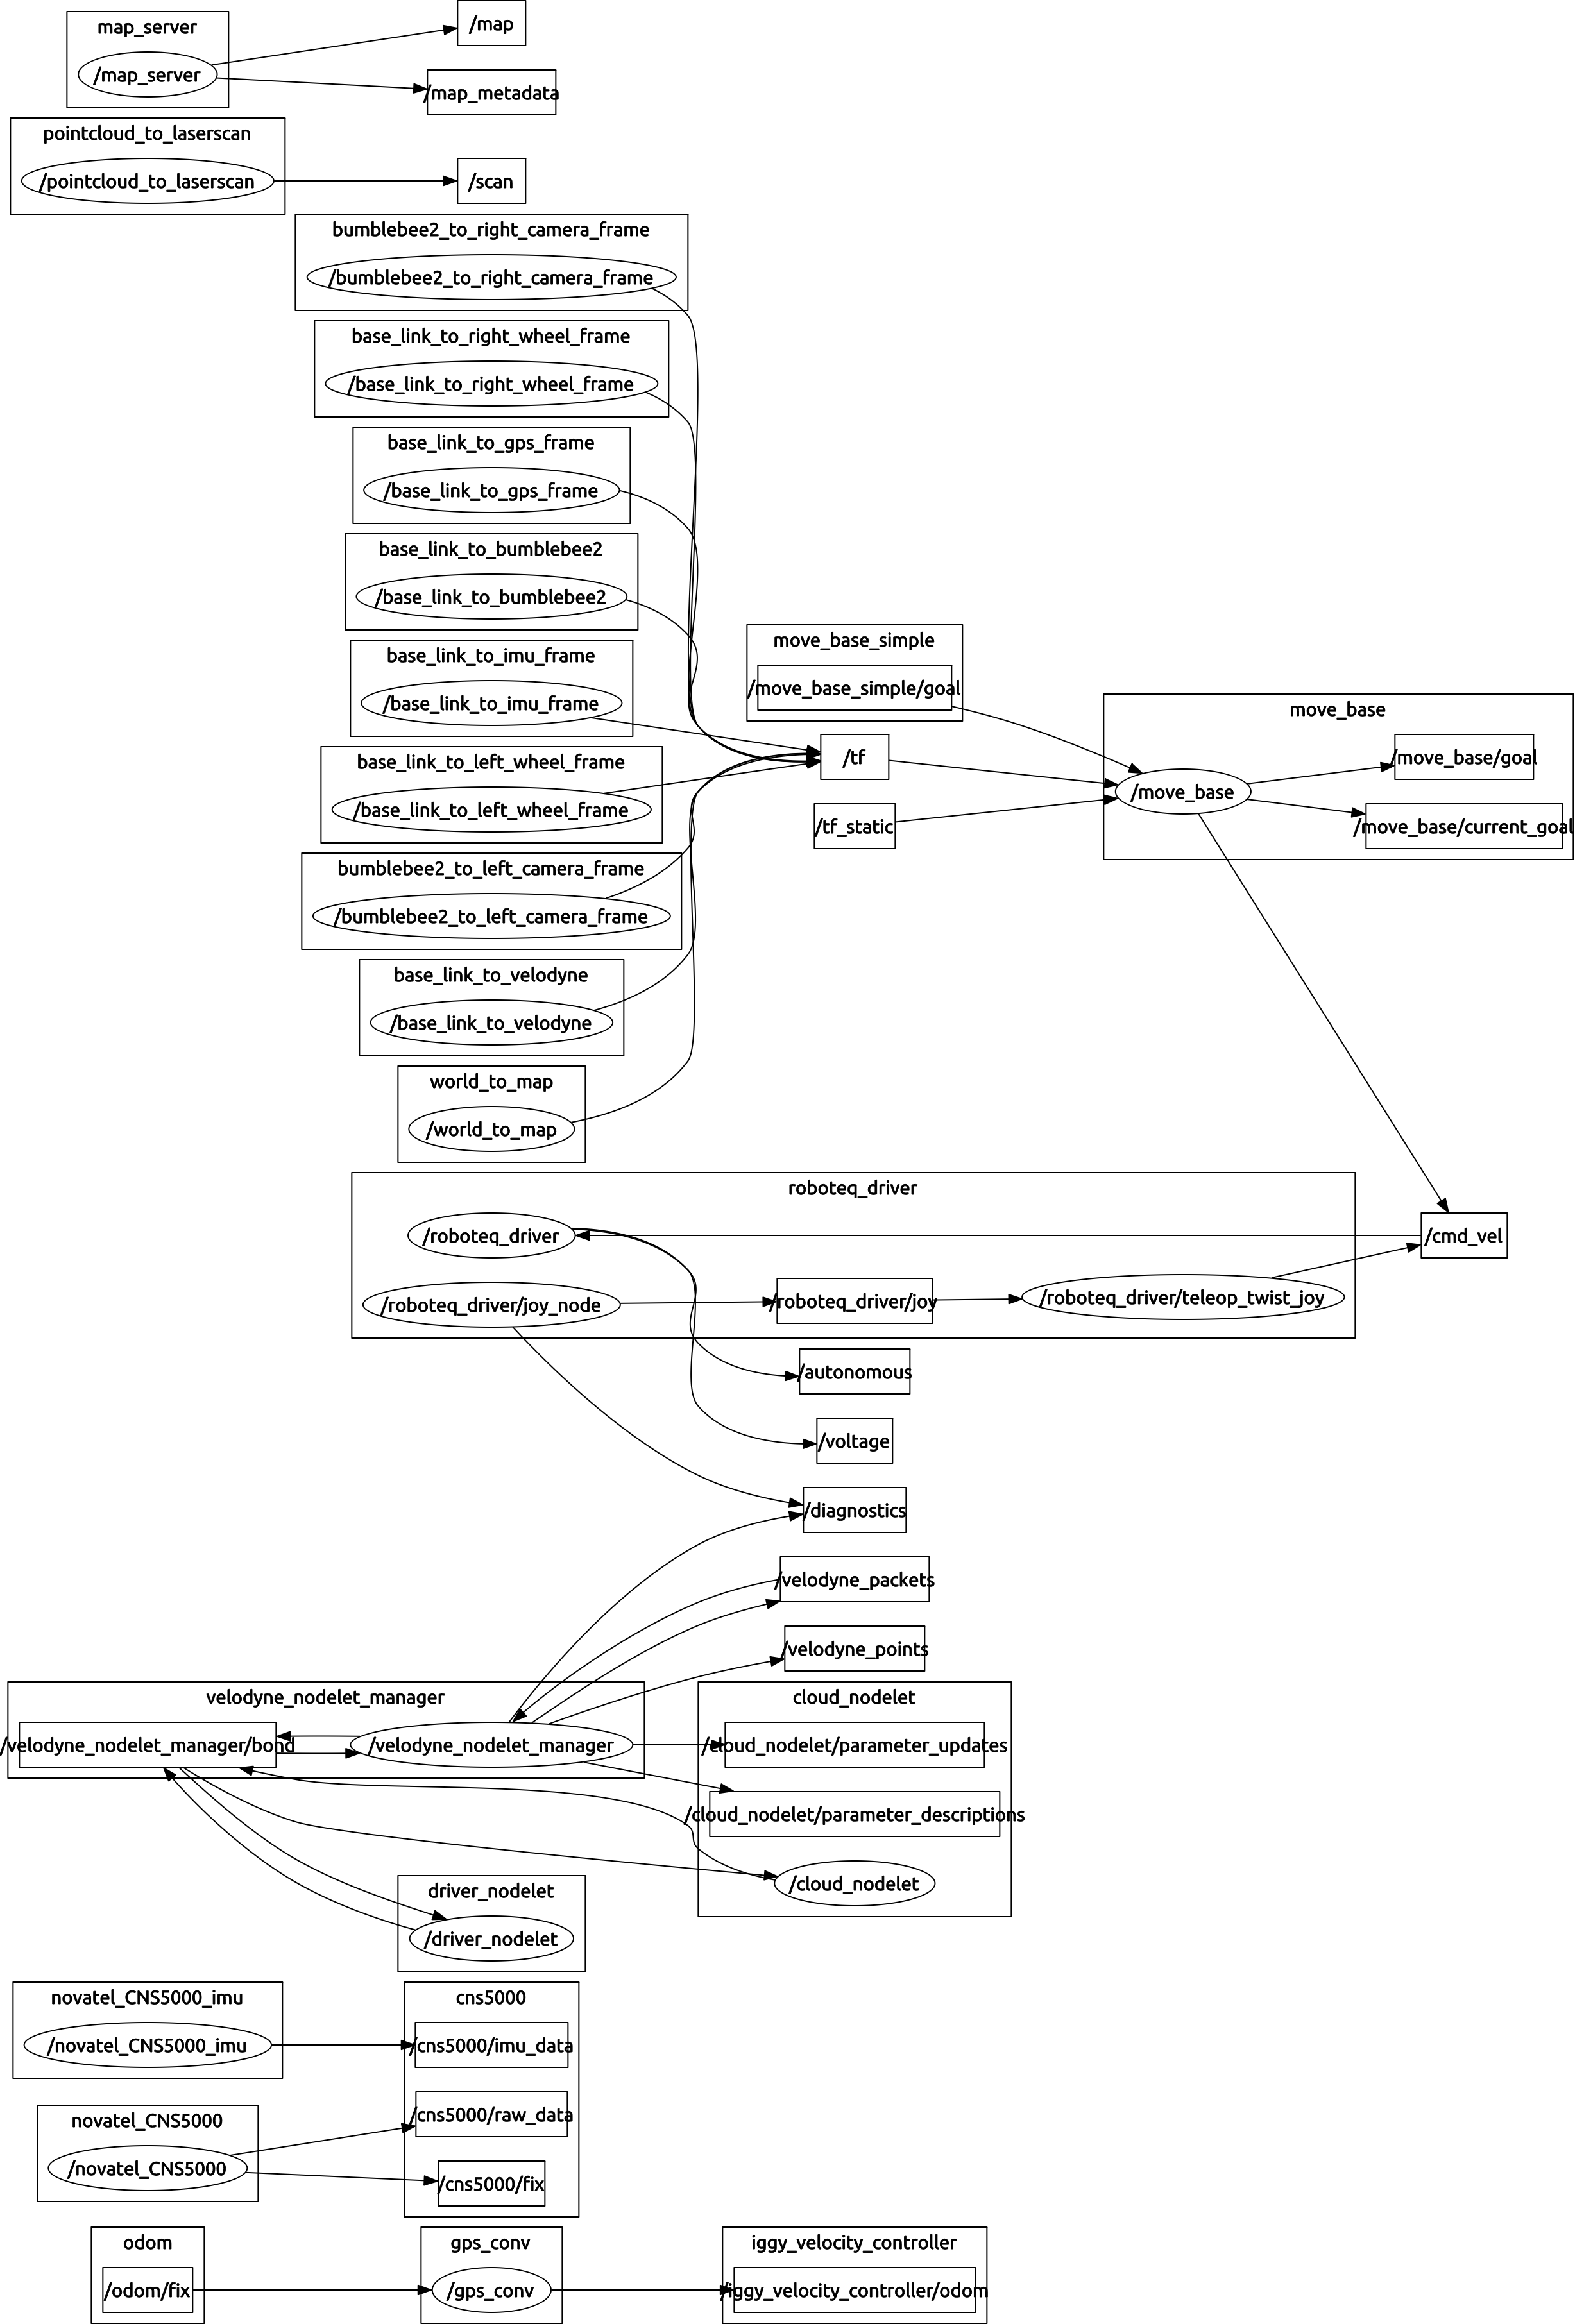 map_server
/map_server
/map
/map_metadata
pointcloud_to_laserscan
/pointcloud_to_laserscan
/scan
bumblebee2_to_right_camera_frame
/bumblebee2_to_right_camera_frame
base_link_to_right_wheel_frame
/base_link_to_right_wheel_frame
base_link_to_gps_frame
/base_link_to_gps_frame
base_link_to_bumblebee2
/base_link_to_bumblebee2
base_link_to_imu_frame
/base_link_to_imu_frame
base_link_to_left_wheel_frame
/base_link_to_left_wheel_frame
bumblebee2_to_left_camera_frame
/bumblebee2_to_left_camera_frame
base_link_to_velodyne
/base_link_to_velodyne
world_to_map
/world_to_map
move_base_simple
/move_base_simple/goal
/tf
/tf_static
move_base
/move_base
/move_base/goal
/move_base/current_goal
roboteq_driver
/roboteq_driver
/cmd_vel
/roboteq_driver/joy_node
/roboteq_driver/joy
/roboteq_driver/teleop_twist_joy
/autonomous
/voltage
/diagnostics
/velodyne_packets
/velodyne_points
velodyne_nodelet_manager
/velodyne_nodelet_manager/bond
/velodyne_nodelet_manager
cloud_nodelet
/cloud_nodelet/parameter_updates
/cloud_nodelet/parameter_descriptions
/cloud_nodelet
driver_nodelet
/driver_nodelet
novatel_CNS5000_imu
/novatel_CNS5000_imu
cns5000
/cns5000/imu_data
/cns5000/raw_data
/cns5000/fix
novatel_CNS5000
/novatel_CNS5000
odom
/odom/fix
gps_conv
/gps_conv
iggy_velocity_controller
/iggy_velocity_controller/odom